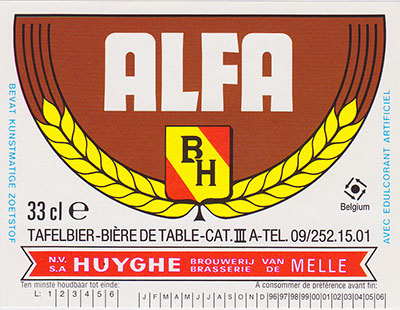 ALFA
BEVAT KUNSTMATIGE ZOETSTOF
AVEC EDULCORANT ARTIFICIEL
B
H
33 cl e
Belgium
TAFELBIER-BIÈRE DE TABLE-CAT. III A-TEL. 09/252.15.01
N.V. HUYGHE BROUWERIJ VAN MELLE
S.A BRASSERIE DE
Ten minste houdbaar tot einde: A consommer de préférence avant fin:
L: 1 2 3 4 5 6 J F M A M J J A S O N D 96 97 98 99 00 01 02 03 04 05 06